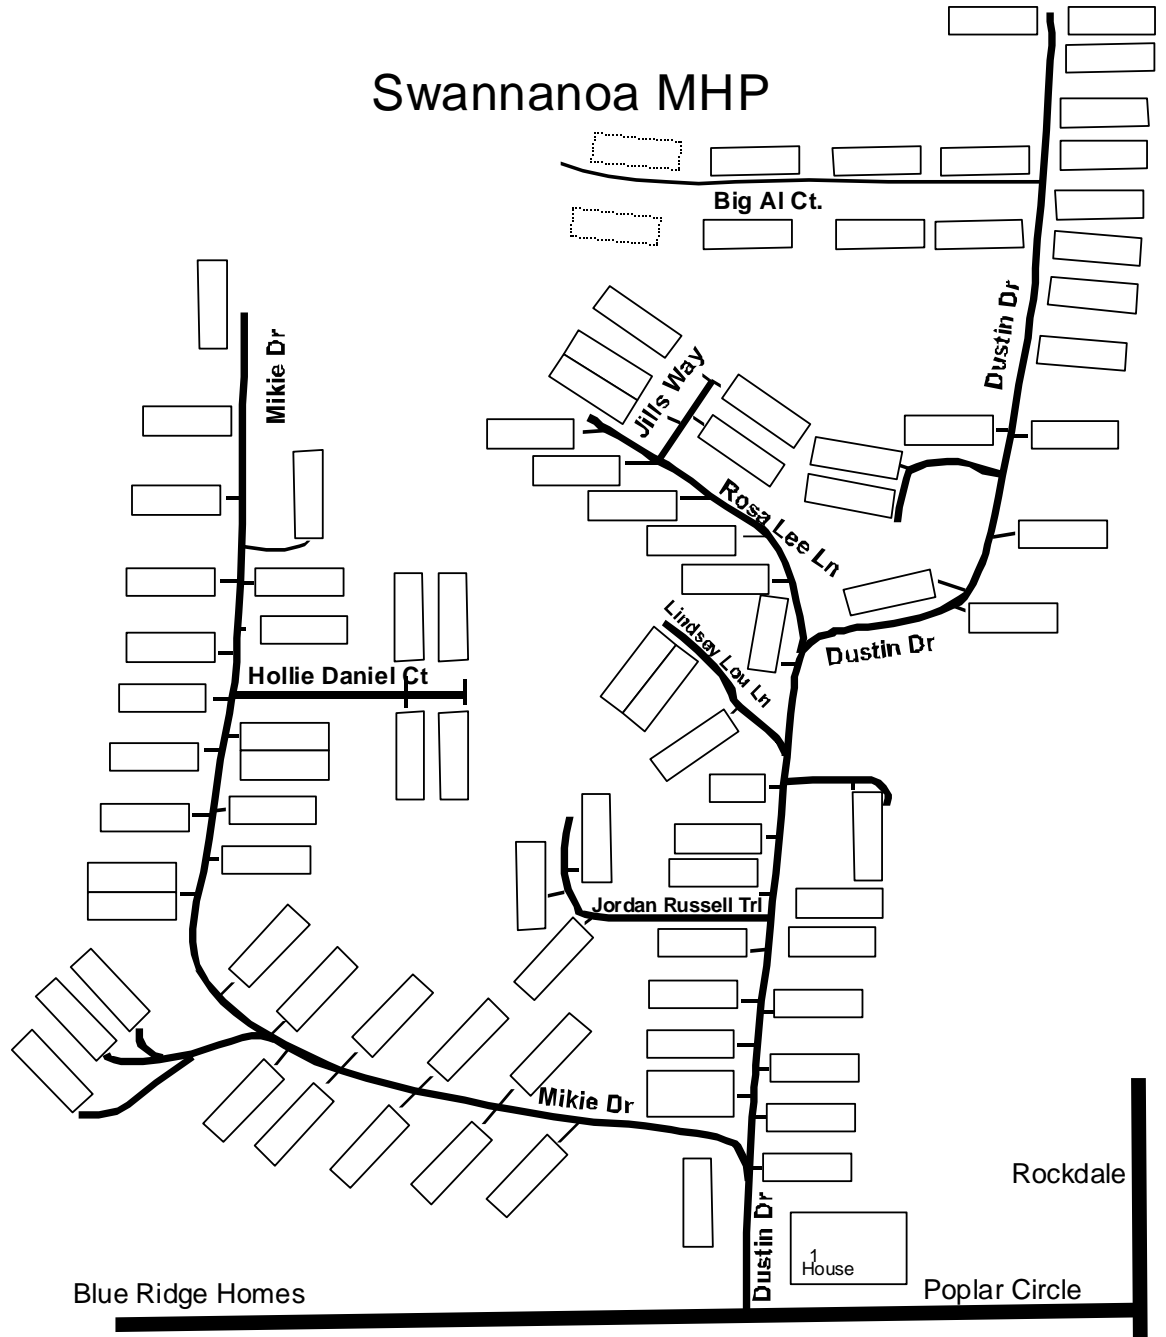 Swannanoa MHP
Big Al Ct.
Dustin Dr
Mikie Dr
Jills Way
Rosa Lee Ln
Lindsey Lou Ln
Dustin Dr
Hollie Daniel Ct
Jordan Russell Trl
Mikie Dr
Rockdale
Dustin Dr
1
House
Blue Ridge Homes
Poplar Circle